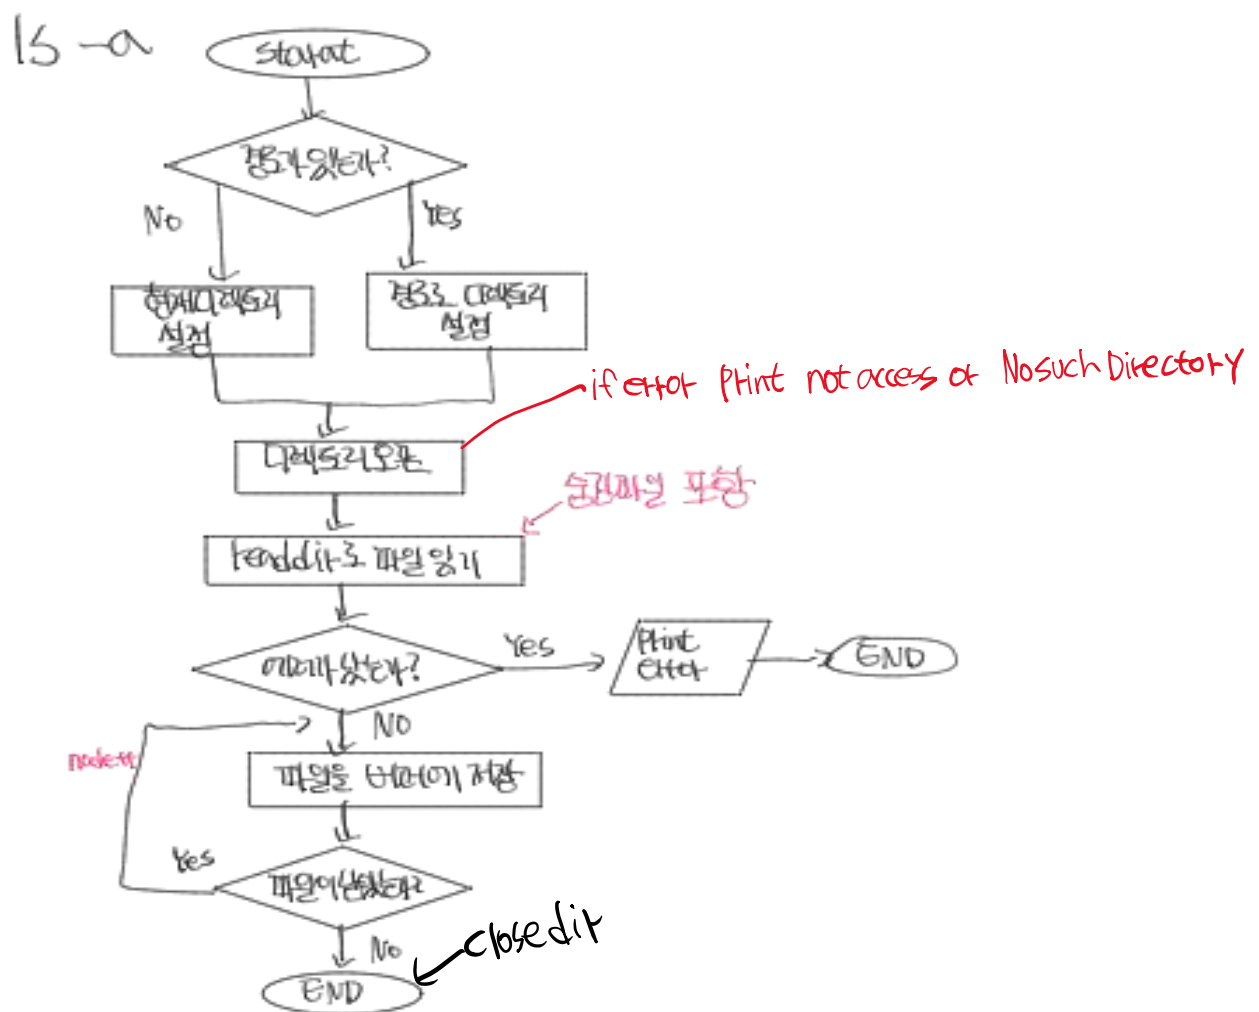 ls -a
Start
경로가 있는가?
No
Yes
현재디렉토리
설정
경로로 디렉토리
설정
if error Print not access or No such Directory
디렉토리오픈
숨긴파일 포함
readdir로 파일 읽기
에러가 났는가?
Yes
Print
error
END
No
파일을 버퍼에 저장
Yes
파일이 남았는가?
No
closedir
END